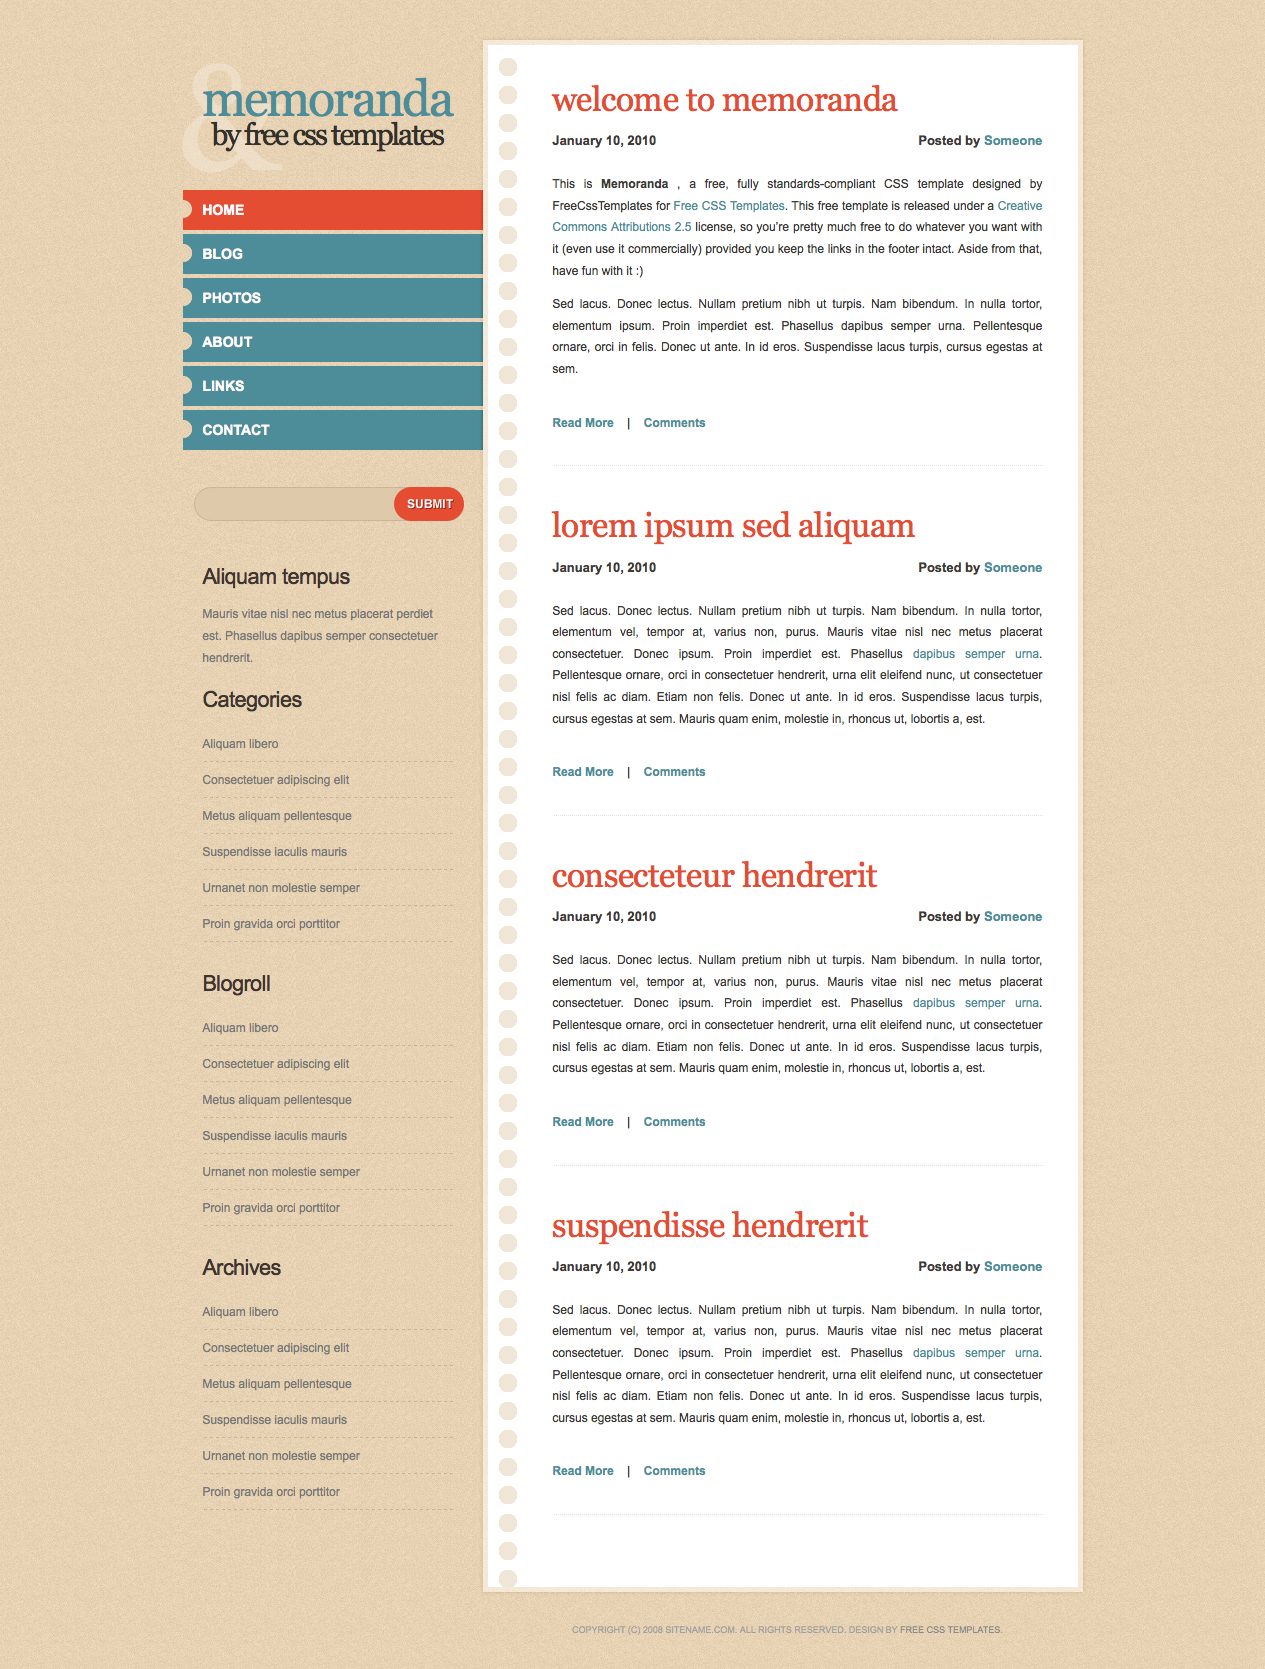 &
memoranda
by free css templates
HOME
BLOG
PHOTOS
ABOUT
LINKS
CONTACT
SUBMIT
Aliquam tempus
Mauris vitae nisl nec metus placerat perdiet
est. Phasellus dapibus semper consectetuer
hendrerit.
Categories
Aliquam libero
Consectetuer adipiscing elit
Metus aliquam pellentesque
Suspendisse iaculis mauris
Urnanet non molestie semper
Proin gravida orci porttitor
Blogroll
Aliquam libero
Consectetuer adipiscing elit
Metus aliquam pellentesque
Suspendisse iaculis mauris
Urnanet non molestie semper
Proin gravida orci porttitor
Archives
Aliquam libero
Consectetuer adipiscing elit
Metus aliquam pellentesque
Suspendisse iaculis mauris
Urnanet non molestie semper
Proin gravida orci porttitor
welcome to memoranda
January 10, 2010 Posted by Someone
This is Memoranda , a free, fully standards-compliant CSS template designed by
FreeCssTemplates for Free CSS Templates. This free template is released under a Creative
Commons Attributions 2.5 license, so you’re pretty much free to do whatever you want with
it (even use it commercially) provided you keep the links in the footer intact. Aside from that,
have fun with it :)
Sed lacus. Donec lectus. Nullam pretium nibh ut turpis. Nam bibendum. In nulla tortor,
elementum ipsum. Proin imperdiet est. Phasellus dapibus semper urna. Pellentesque
ornare, orci in felis. Donec ut ante. In id eros. Suspendisse lacus turpis, cursus egestas at
sem.
Read More | Comments
lorem ipsum sed aliquam
January 10, 2010 Posted by Someone
Sed lacus. Donec lectus. Nullam pretium nibh ut turpis. Nam bibendum. In nulla tortor,
elementum vel, tempor at, varius non, purus. Mauris vitae nisl nec metus placerat
consectetuer. Donec ipsum. Proin imperdiet est. Phasellus dapibus semper urna.
Pellentesque ornare, orci in consectetuer hendrerit, urna elit eleifend nunc, ut consectetuer
nisl felis ac diam. Etiam non felis. Donec ut ante. In id eros. Suspendisse lacus turpis,
cursus egestas at sem. Mauris quam enim, molestie in, rhoncus ut, lobortis a, est.
Read More | Comments
consecteteur hendrerit
January 10, 2010 Posted by Someone
Sed lacus. Donec lectus. Nullam pretium nibh ut turpis. Nam bibendum. In nulla tortor,
elementum vel, tempor at, varius non, purus. Mauris vitae nisl nec metus placerat
consectetuer. Donec ipsum. Proin imperdiet est. Phasellus dapibus semper urna.
Pellentesque ornare, orci in consectetuer hendrerit, urna elit eleifend nunc, ut consectetuer
nisl felis ac diam. Etiam non felis. Donec ut ante. In id eros. Suspendisse lacus turpis,
cursus egestas at sem. Mauris quam enim, molestie in, rhoncus ut, lobortis a, est.
Read More | Comments
suspendisse hendrerit
January 10, 2010 Posted by Someone
Sed lacus. Donec lectus. Nullam pretium nibh ut turpis. Nam bibendum. In nulla tortor,
elementum vel, tempor at, varius non, purus. Mauris vitae nisl nec metus placerat
consectetuer. Donec ipsum. Proin imperdiet est. Phasellus dapibus semper urna.
Pellentesque ornare, orci in consectetuer hendrerit, urna elit eleifend nunc, ut consectetuer
nisl felis ac diam. Etiam non felis. Donec ut ante. In id eros. Suspendisse lacus turpis,
cursus egestas at sem. Mauris quam enim, molestie in, rhoncus ut, lobortis a, est.
Read More | Comments
COPYRIGHT (C) 2008 SITENAME.COM. ALL RIGHTS RESERVED. DESIGN BY FREE CSS TEMPLATES.